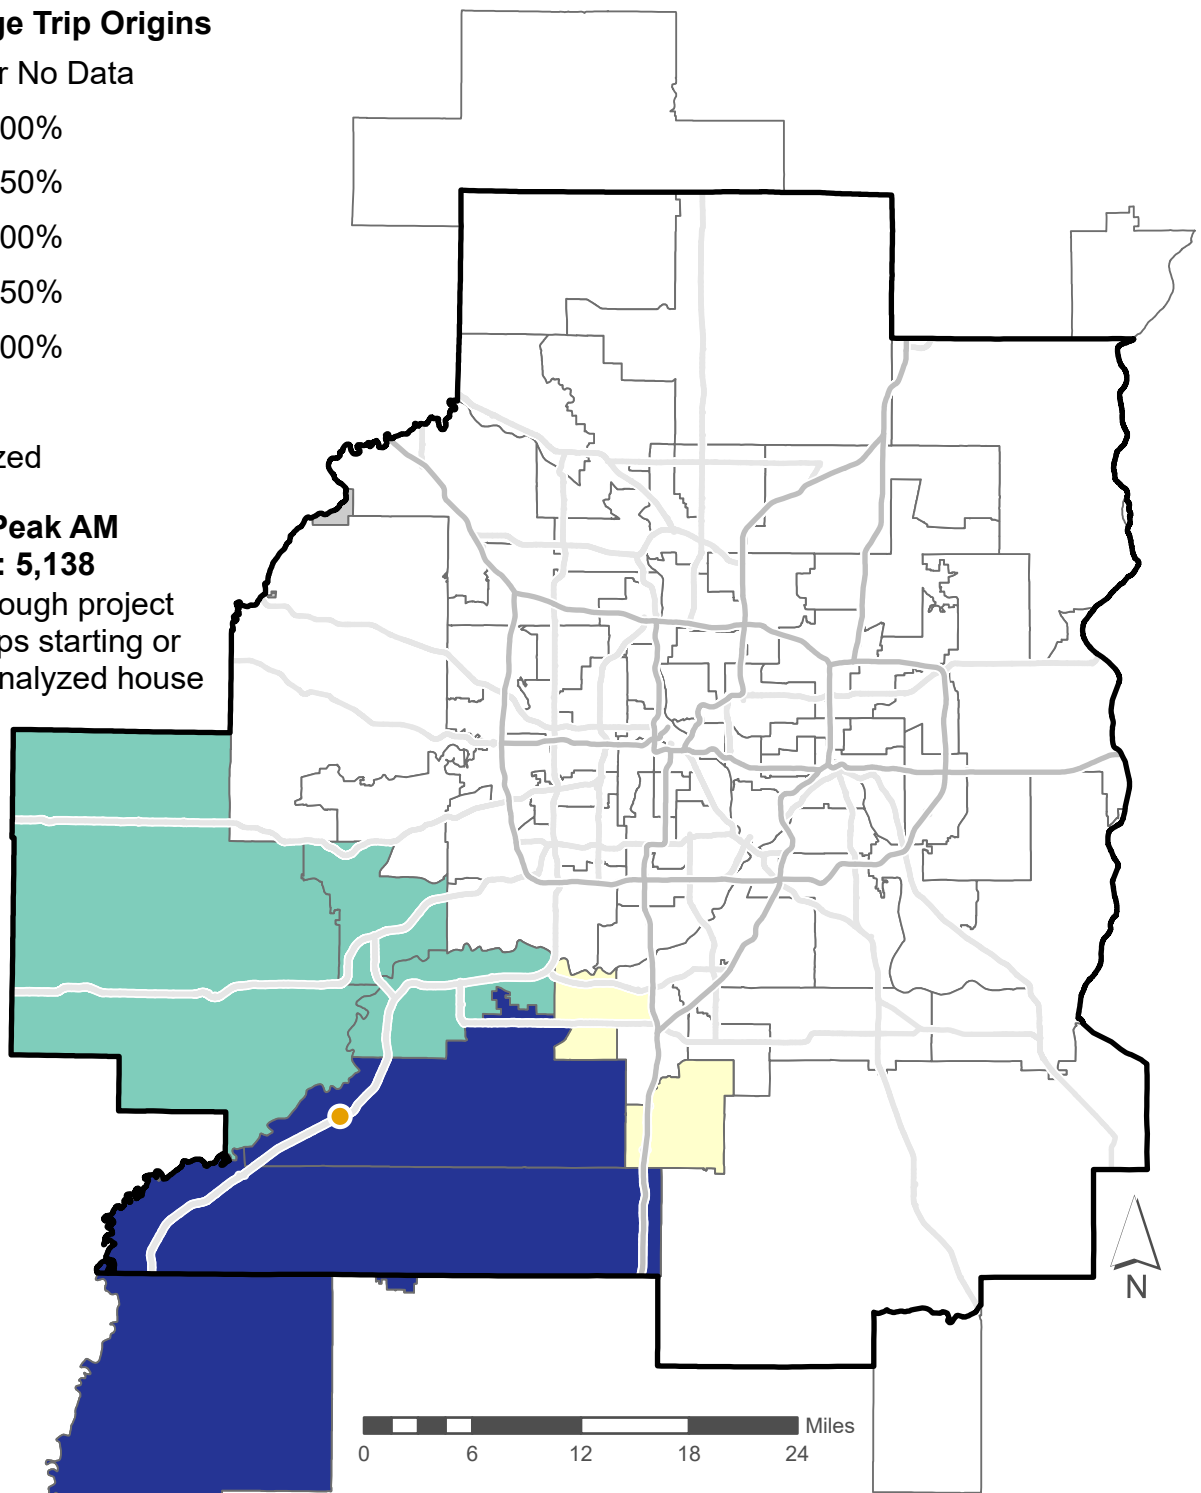 ge Trip Origins
r No Data
00%
50%
00%
50%
00%
zed
Peak AM
: 5,138
ough project
ps starting or
nalyzed house
N
Miles
0 6 12 18 24